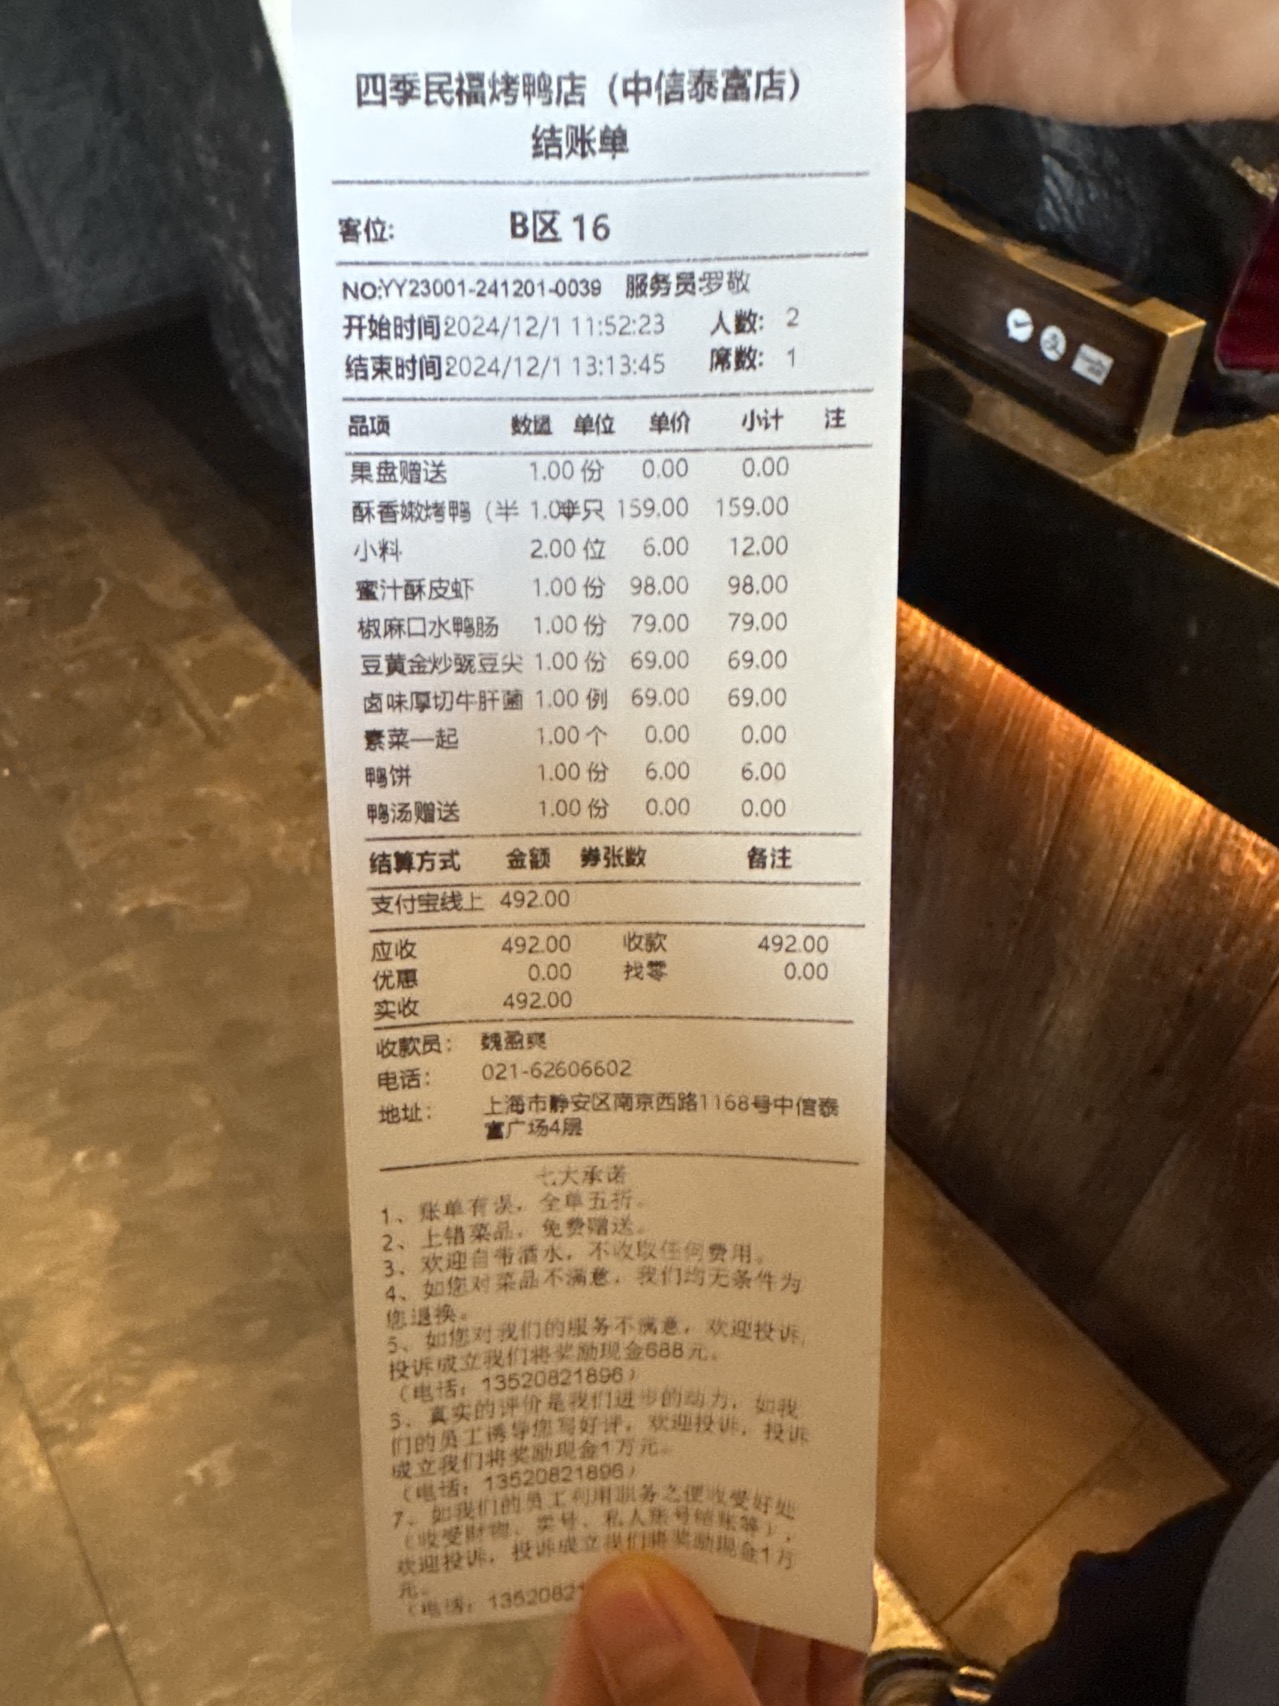 四季民福烤鸭店（中信泰富店）
结账单
客位: B区 16
NO:YY23001-241201-0039 服务员:罗敬
开始时间2024/12/1 11:52:23 人数: 2
结束时间2024/12/1 13:13:45 席数: 1
品项 数量 单位 单价 小计 注
果盘赠送 1.00 份 0.00 0.00
酥香嫩烤鸭（半 1.00半只 159.00 159.00
小料 2.00 位 6.00 12.00
蜜汁酥皮虾 1.00 份 98.00 98.00
椒麻口水鸭肠 1.00 份 79.00 79.00
豆黄金炒豌豆尖 1.00 份 69.00 69.00
卤味厚切牛肝菌 1.00 例 69.00 69.00
素菜一起 1.00 个 0.00 0.00
鸭饼 1.00 份 6.00 6.00
鸭汤赠送 1.00 份 0.00 0.00
结算方式 金额 券张数 备注
支付宝线上 492.00
应收 492.00 收款 492.00
优惠 0.00 找零 0.00
实收 492.00
收款员: 魏盈爽
电话: 021-62606602
地址: 上海市静安区南京西路1168号中信泰
富广场4层
七大承诺
1、账单有误，全单五折。
2、上错菜品，免费赠送。
3、欢迎自带酒水，不收取任何费用。
4、如您对菜品不满意，我们均无条件为
您退换。
5、如您对我们的服务不满意，欢迎投诉，
投诉成立我们将奖励现金688元。
（电话：13520821896）
6、真实的评价是我们进步的动力，如我
们的员工诱导您写好评，欢迎投诉，投诉
成立我们将奖励现金1万元。
（电话：13520821896）
7、如我们的员工利用职务之便收受好处
（收受财物、卖号、私人账号结账等），
欢迎投诉，投诉成立我们将奖励现金1万
元。
（电话：13520821